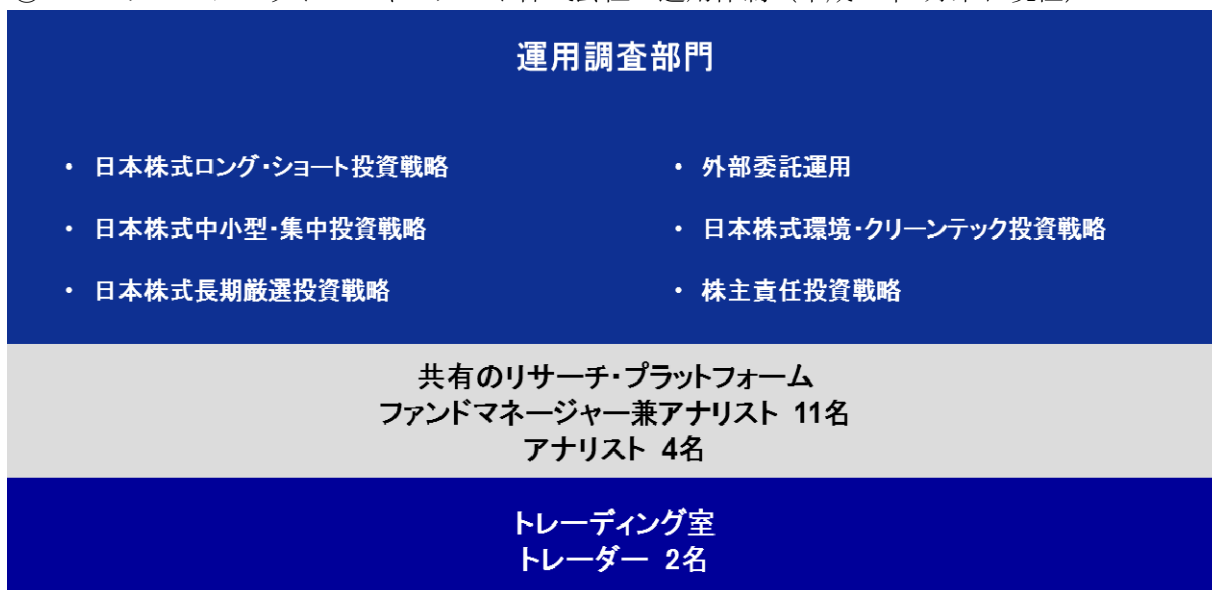 運用調査部門
・ 日本株式ロング・ショート投資戦略
・ 日本株式中小型・集中投資戦略
・ 日本株式長期厳選投資戦略
・ 外部委託運用
・ 日本株式環境・クリーンテック投資戦略
・ 株主責任投資戦略
共有のリサーチ・プラットフォーム
ファンドマネージャー兼アナリスト 11名
アナリスト 4名
トレーディング室
トレーダー 2名